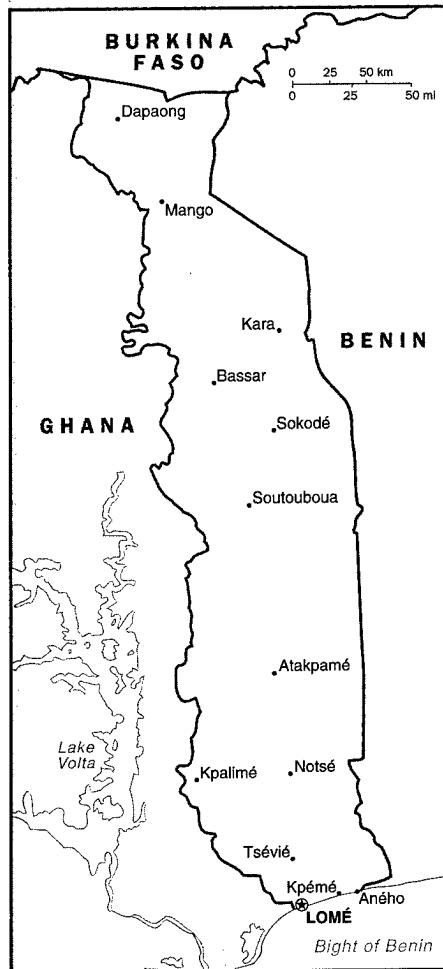 BURKINA
FASO
0 25 50 km
0 25 50 mi
Dapaong
Mango
Kara
BENIN
Bassar
GHANA
Sokodé
Soutouboua
Atakpamé
Lake
Volta
Kpalimé
Notsé
Tsévié
Kpémé
Aného
LOMÉ
Bight of Benin